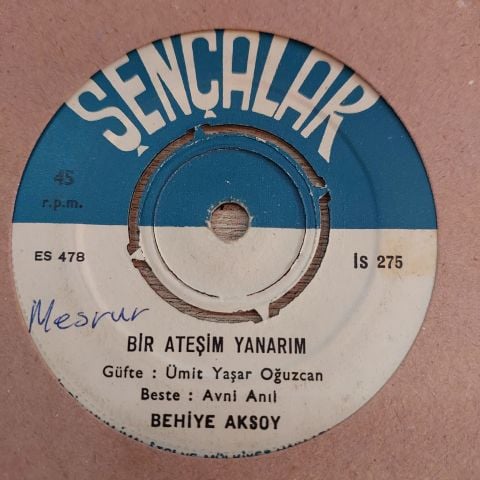 ŞENÇALAR
45
r.p.m.
ES 478
İS 275
Mesrur
BİR ATEŞİM YANARIM
Güfte : Ümit Yaşar Oğuzcan
Beste : Avni Anıl
BEHİYE AKSOY